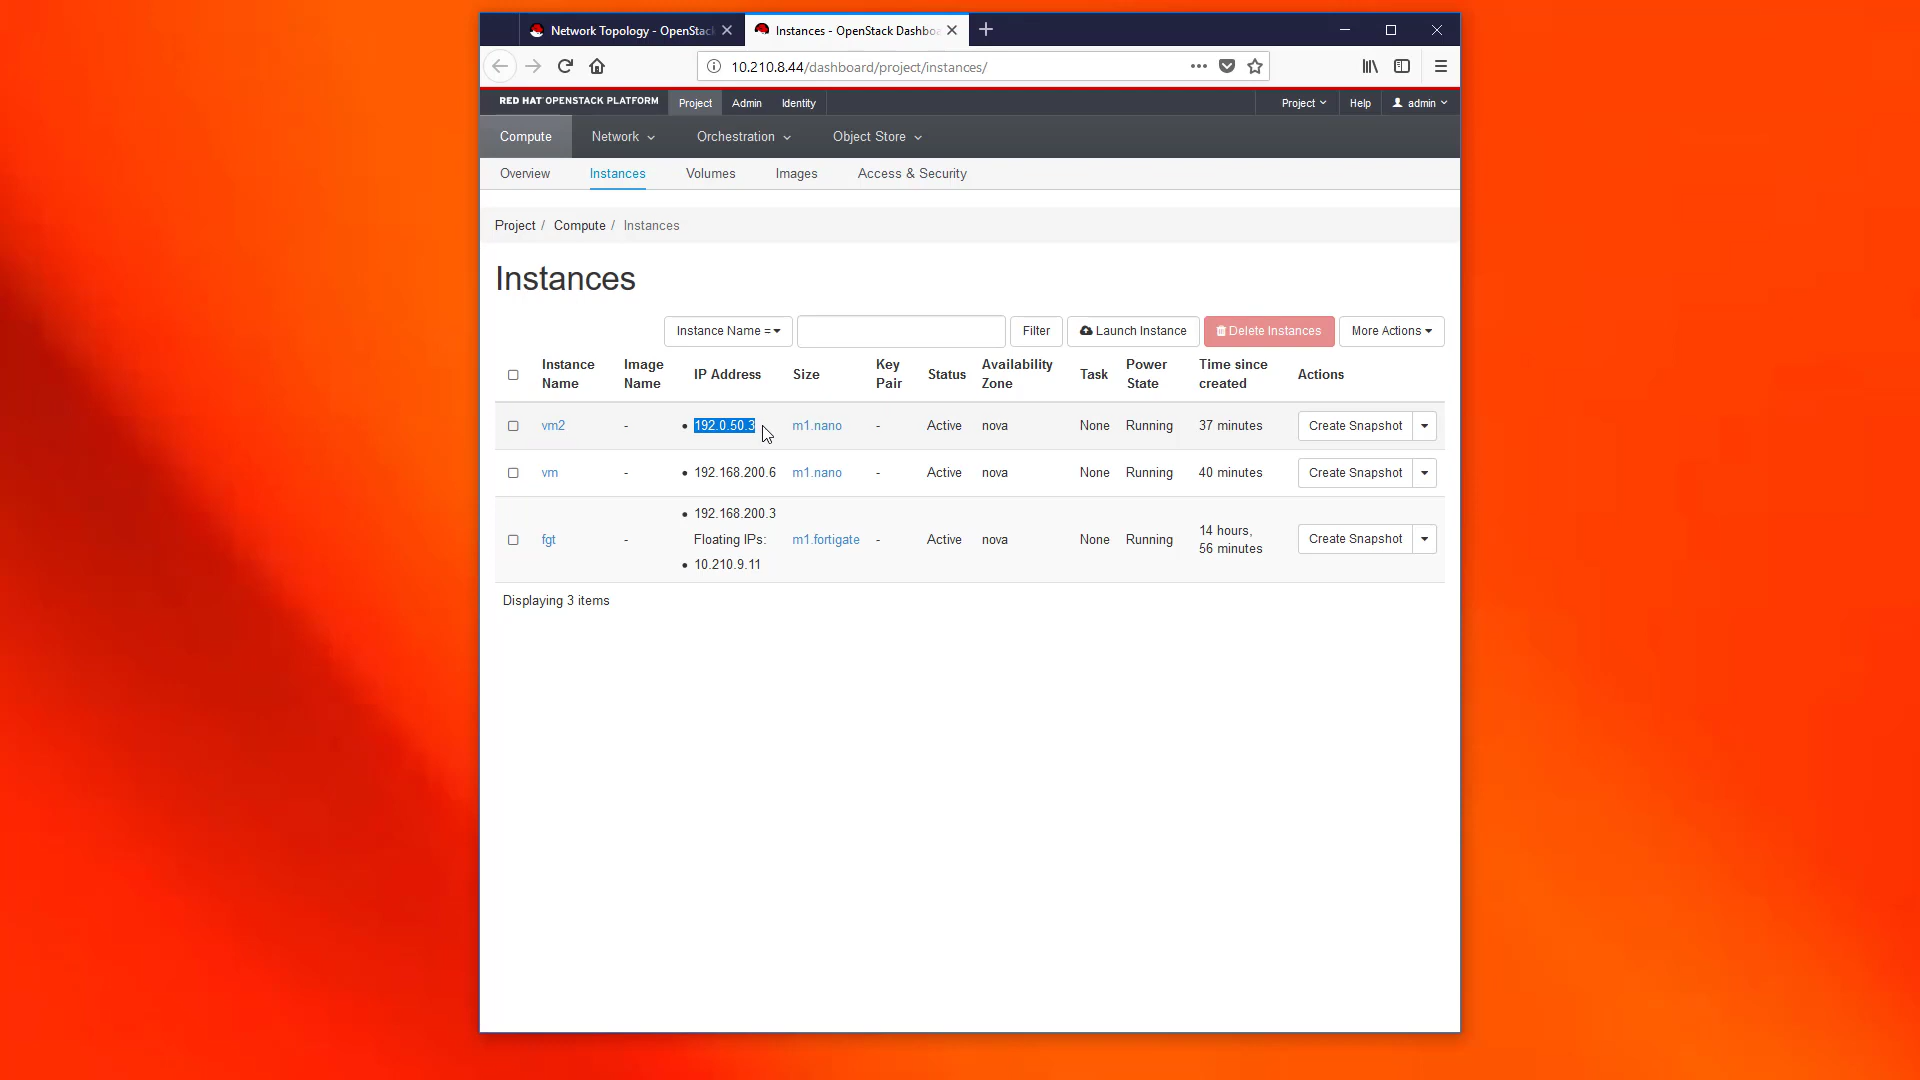 Network Topology - OpenStac
Instances - OpenStack Dashbo
10.210.8.44/dashboard/project/instances/
RED HAT OPENSTACK PLATFORM Project Admin Identity Project Help admin
Compute Network Orchestration Object Store
Overview Instances Volumes Images Access & Security
Project / Compute / Instances
Instances
Instance Name = Filter Launch Instance Delete Instances More Actions
Instance Name Image Name IP Address Size Key Pair Status Availability Zone Task Power State Time since created Actions
vm2 - • 192.0.50.3 m1.nano - Active nova None Running 37 minutes Create Snapshot
vm - • 192.168.200.6 m1.nano - Active nova None Running 40 minutes Create Snapshot
• 192.168.200.3
fgt - Floating IPs: m1.fortigate - Active nova None Running 14 hours, 56 minutes Create Snapshot
• 10.210.9.11
Displaying 3 items